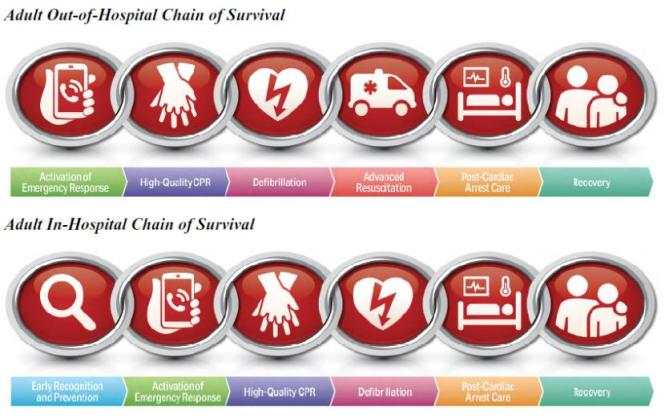 Adult Out-of-Hospital Chain of Survival
Activation of
Emergency Response
High-Quality CPR
Defibrillation
Advanced
Resuscitation
Post-Cardiac
Arrest Care
Recovery
Adult In-Hospital Chain of Survival
Early Recognition
and Prevention
Activation of
Emergency Response
High-Quality CPR
Defibrillation
Post-Cardiac
Arrest Care
Recovery